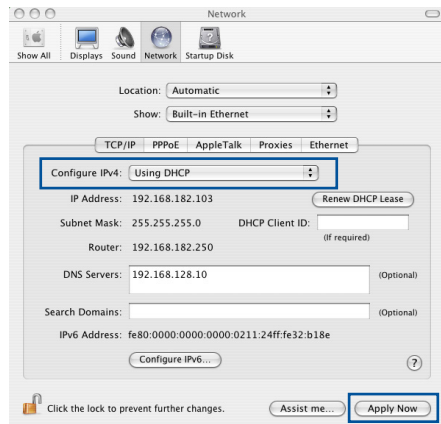 Network
Show All Displays Sound Network Startup Disk
Location: Automatic
Show: Built-in Ethernet
TCP/IP PPPoE AppleTalk Proxies Ethernet
Configure IPv4: Using DHCP
IP Address: 192.168.182.103 Renew DHCP Lease
Subnet Mask: 255.255.255.0 DHCP Client ID:
(If required)
Router: 192.168.182.250
DNS Servers: 192.168.128.10 (Optional)
Search Domains: (Optional)
IPv6 Address: fe80:0000:0000:0000:0211:24ff:fe32:b18e
Configure IPv6... ?
Click the lock to prevent further changes. Assist me... Apply Now